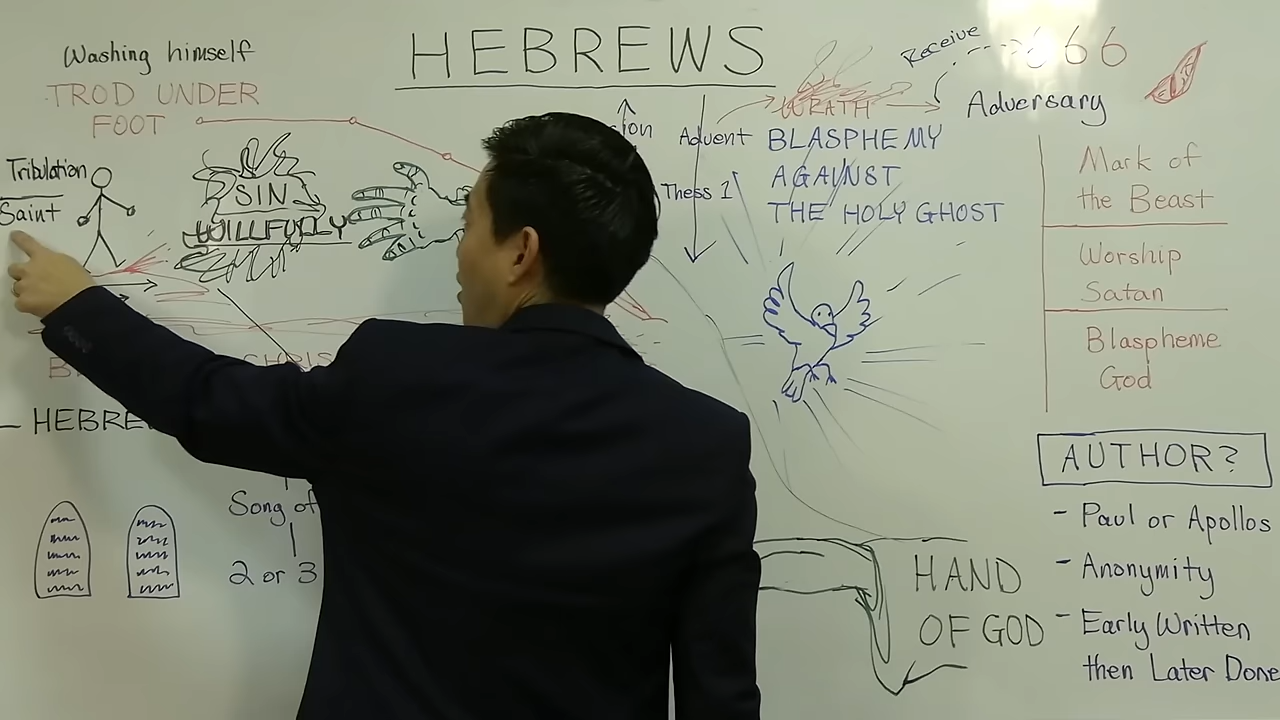 HEBREWS
Washing himself
TROD UNDER
FOOT
Tribulation
Saint
SIN
WILLFULLY
Advent
Thess 1
WRATH
Receive
666
Adversary
BLASPHEMY
AGAINST
THE HOLY GHOST
Mark of
the Beast
Worship
Satan
Blaspheme
God
Song of
2 or 3
HAND
OF GOD
AUTHOR?
- Paul or Apollos
- Anonymity
- Early Written
then Later Done